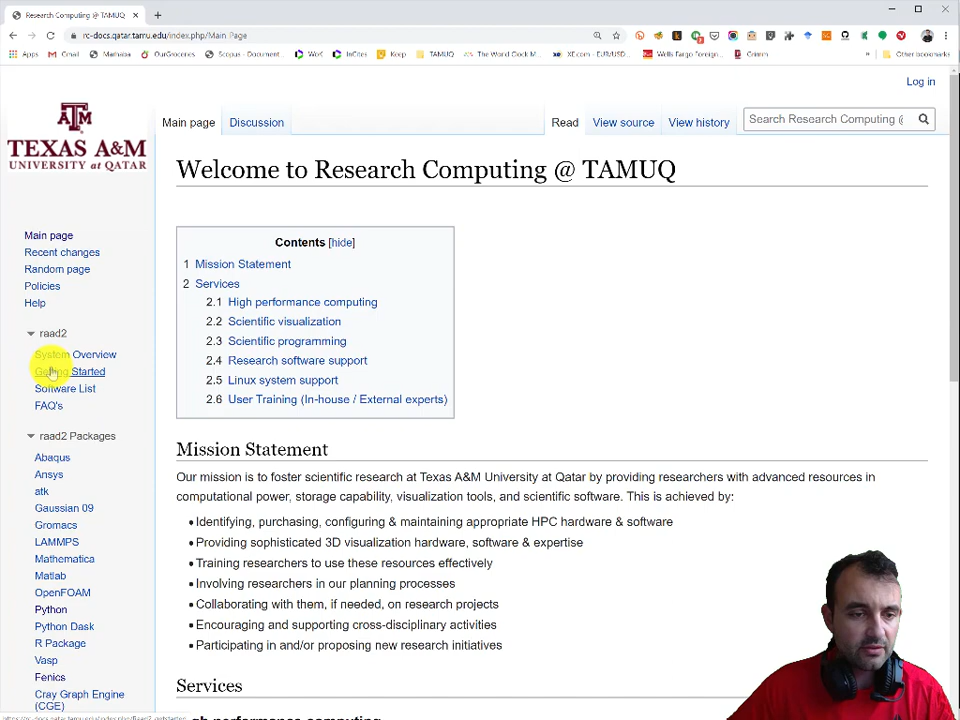 Research Computing @ TAMUQ
rc-docs.qatar.tamu.edu/index.php/Main_Page
Apps
Gmail
Marhaba
OurGroceries
Scopus - Document...
WoK
InCites
Keep
TAMUQ
The World Clock M...
XE.com - EUR/USD...
Wells Fargo Foreign...
Grimm
Other bookmarks
Log in
TEXAS A&M
UNIVERSITY at QATAR
Main page
Discussion
Read
View source
View history
Search Research Computing @
Welcome to Research Computing @ TAMUQ
Main page
Recent changes
Random page
Policies
Help
raad2
System Overview
Getting Started
Software List
FAQ's
raad2 Packages
Abaqus
Ansys
atk
Gaussian 09
Gromacs
LAMMPS
Mathematica
Matlab
OpenFOAM
Python
Python Dask
R Package
Vasp
Fenics
Cray Graph Engine
(CGE)
Contents [hide]
1 Mission Statement
2 Services
2.1 High performance computing
2.2 Scientific visualization
2.3 Scientific programming
2.4 Research software support
2.5 Linux system support
2.6 User Training (In-house / External experts)
Mission Statement
Our mission is to foster scientific research at Texas A&M University at Qatar by providing researchers with advanced resources in
computational power, storage capability, visualization tools, and scientific software. This is achieved by:
Identifying, purchasing, configuring & maintaining appropriate HPC hardware & software
Providing sophisticated 3D visualization hardware, software & expertise
Training researchers to use these resources effectively
Involving researchers in our planning processes
Collaborating with them, if needed, on research projects
Encouraging and supporting cross-disciplinary activities
Participating in and/or proposing new research initiatives
Services